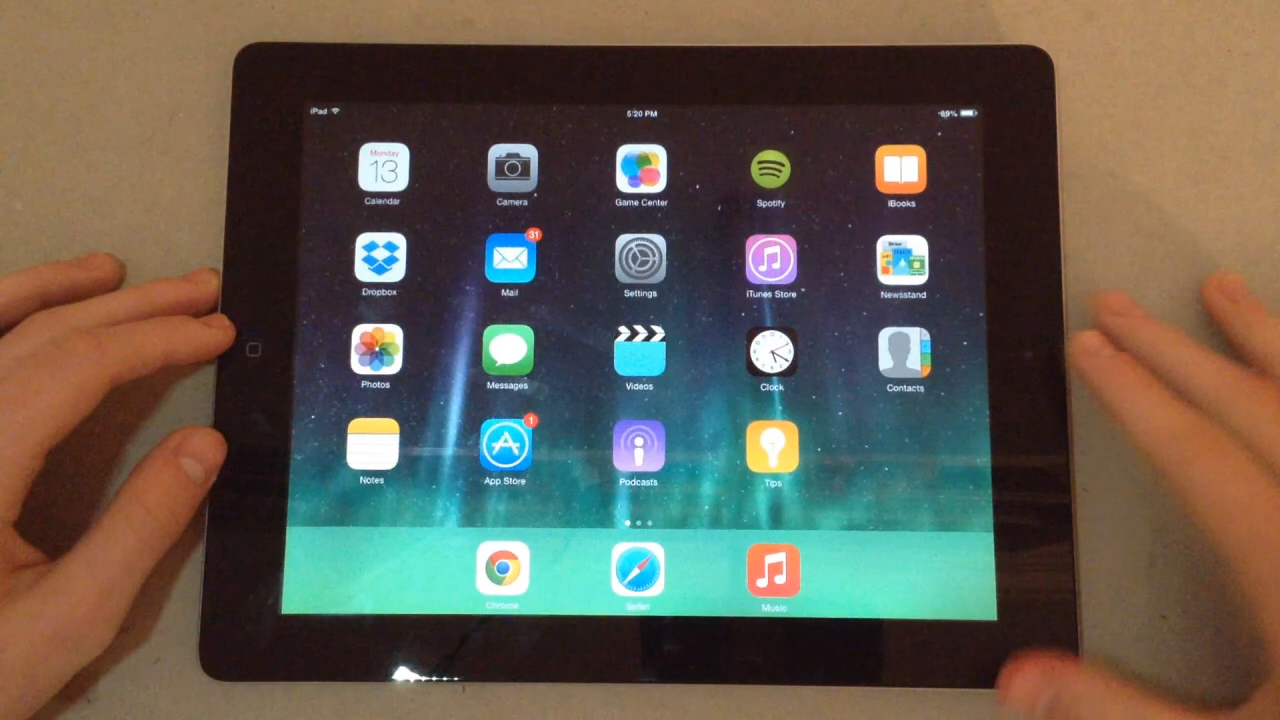 iPad 5:20 PM 89%
Monday
13
Calendar Camera Game Center Spotify iBooks
31
Dropbox Mail Settings iTunes Store Newsstand
Photos Messages Videos Clock Contacts
1
Notes App Store Podcasts Tips
Chrome Safari Music